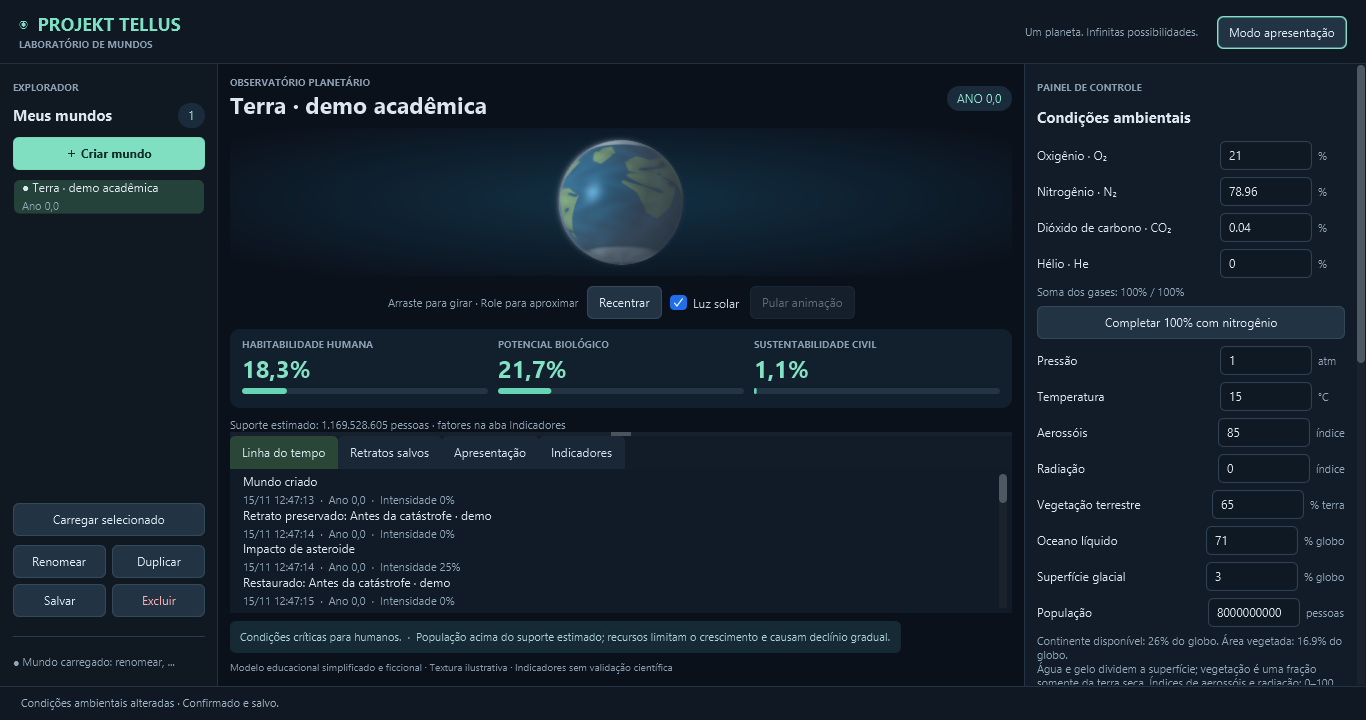 PROJEKT TELLUS
LABORATÓRIO DE MUNDOS
Um planeta. Infinitas possibilidades.
Modo apresentação
EXPLORADOR
Meus mundos
1
+ Criar mundo
● Terra · demo acadêmica
Ano 0,0
Carregar selecionado
Renomear
Duplicar
Salvar
Excluir
● Mundo carregado: renomear, ...
OBSERVATÓRIO PLANETÁRIO
Terra · demo acadêmica
ANO 0,0
Arraste para girar · Role para aproximar
Recentrar
Luz solar
Pular animação
HABITABILIDADE HUMANA
18,3%
POTENCIAL BIOLÓGICO
21,7%
SUSTENTABILIDADE CIVIL
1,1%
Suporte estimado: 1.169.528.605 pessoas · fatores na aba Indicadores
Linha do tempo
Retratos salvos
Apresentação
Indicadores
Mundo criado
15/11 12:47:13 · Ano 0,0 · Intensidade 0%
Retrato preservado: Antes da catástrofe · demo
15/11 12:47:14 · Ano 0,0 · Intensidade 0%
Impacto de asteroide
15/11 12:47:14 · Ano 0,0 · Intensidade 25%
Restaurado: Antes da catástrofe · demo
15/11 12:47:15 · Ano 0,0 · Intensidade 0%
Condições críticas para humanos. · População acima do suporte estimado; recursos limitam o crescimento e causam declínio gradual.
Modelo educacional simplificado e ficcional · Textura ilustrativa · Indicadores sem validação científica
PAINEL DE CONTROLE
Condições ambientais
Oxigênio · O₂ 21 %
Nitrogênio · N₂ 78.96 %
Dióxido de carbono · CO₂ 0.04 %
Hélio · He 0 %
Soma dos gases: 100% / 100%
Completar 100% com nitrogênio
Pressão 1 atm
Temperatura 15 °C
Aerossóis 85 índice
Radiação 0 índice
Vegetação terrestre 65 % terra
Oceano líquido 71 % globo
Superfície glacial 3 % globo
População 8000000000 pessoas
Continente disponível: 26% do globo. Área vegetada: 16.9% do
globo.
Água e gelo dividem a superfície; vegetação é uma fração
somente da terra seca. Índices de aerossóis e radiação: 0–100
Condições ambientais alteradas · Confirmado e salvo.